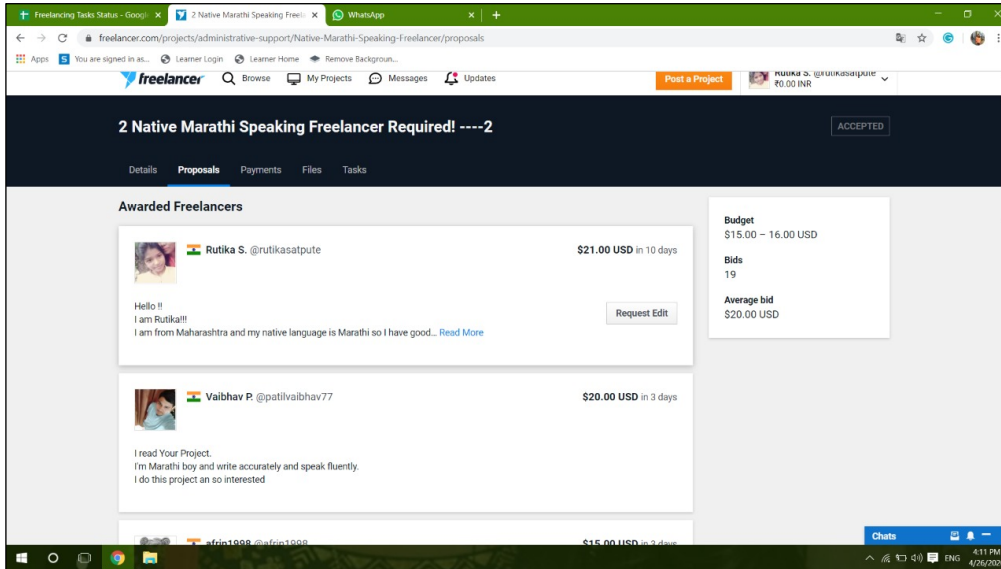 Freelancing Tasks Status - Googl
2 Native Marathi Speaking Freela
WhatsApp
freelancer.com/projects/administrative-support/Native-Marathi-Speaking-Freelancer/proposals
Apps
You are signed in as...
Learner Login
Learner Home
Remove Backgroun...
freelancer
Browse
My Projects
Messages
Updates
Post a Project
Rutika S. @rutikasatpute
₹0.00 INR
2 Native Marathi Speaking Freelancer Required! ----2
ACCEPTED
Details Proposals Payments Files Tasks
Awarded Freelancers
Rutika S. @rutikasatpute
$21.00 USD in 10 days
Hello !!
I am Rutika!!!
I am from Maharashtra and my native language is Marathi so I have good... Read More
Request Edit
Budget
$15.00 – 16.00 USD
Bids
19
Average bid
$20.00 USD
Vaibhav P. @patilvaibhav77
$20.00 USD in 3 days
I read Your Project.
I'm Marathi boy and write accurately and speak fluently.
I do this project an so interested
afrin1998 @afrin1998
$15.00 USD in 3 days
Chats
ENG
4:11 PM
4/26/202